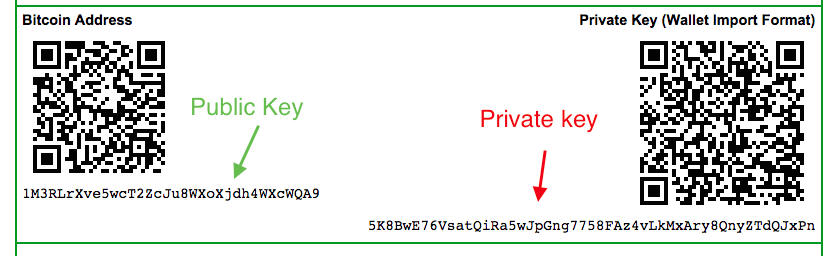 Bitcoin Address
Private Key (Wallet Import Format)
Public Key
Private key
1M3RLrXve5wcT2ZcJu8WXoXjdh4WXcWQA9
5K8BwE76VsatQiRa5wJpGng7758FAz4vLkMxAry8QnyZTdQJxPn